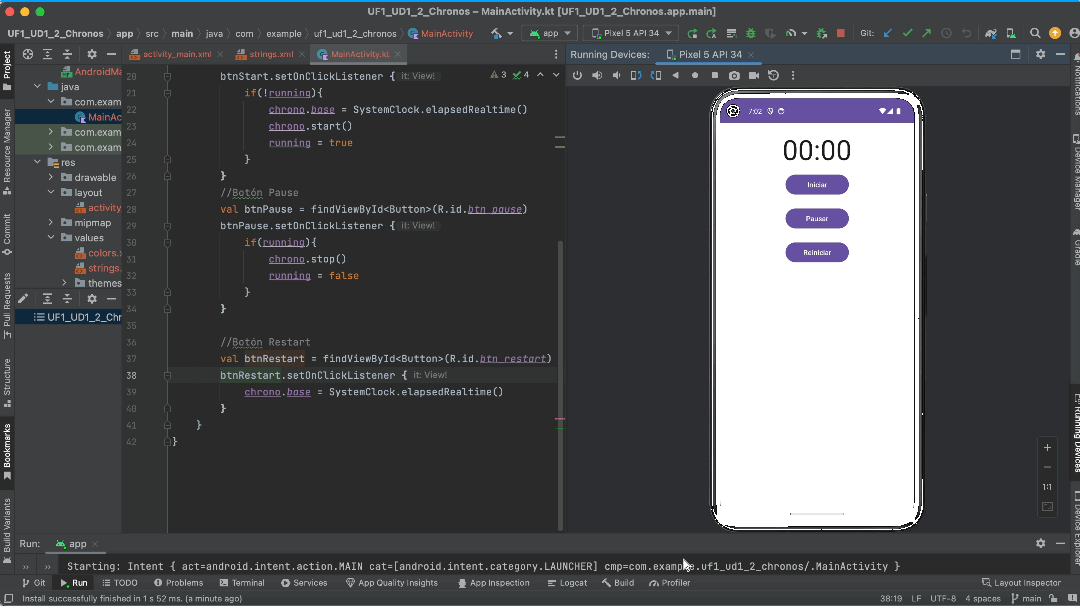 UF1_UD1_2_Chronos – MainActivity.kt [UF1_UD1_2_Chronos.app.main]
UF1_UD1_2_Chronos › app › src › main › java › com › example › uf1_ud1_2_chronos › MainActivity
app
Pixel 5 API 34
Git:
Project
activity_main.xml
strings.xml
MainActivity.kt
Running Devices:
Pixel 5 API 34
AndroidMa
java
com.exam
MainAc
com.exam
com.exam
res
drawable
layout
activity
mipmap
values
colors.x
strings.
themes
UF1_UD1_2_Chr
Resource Manager
Commit
Pull Requests
Structure
Bookmarks
Build Variants
3 4
20 btnStart.setOnClickListener { it: View!
21 if(!running){
22 chrono.base = SystemClock.elapsedRealtime()
23 chrono.start()
24 running = true
25 }
26 }
27 //Botón Pause
28 val btnPause = findViewById<Button>(R.id.btn_pause)
29 btnPause.setOnClickListener { it: View!
30 if(running){
31 chrono.stop()
32 running = false
33 }
34 }
35
36 //Botón Restart
37 val btnRestart = findViewById<Button>(R.id.btn_restart)
38 btnRestart.setOnClickListener { it: View!
39 chrono.base = SystemClock.elapsedRealtime()
40 }
41 }
42 }
7:02
00:00
Iniciar
Pausar
Reiniciar
1:1
Notifications
Device Manager
Gradle
Running Devices
Device Explorer
Run: app
Starting: Intent { act=android.intent.action.MAIN cat=[android.intent.category.LAUNCHER] cmp=com.example.uf1_ud1_2_chronos/.MainActivity }
Git Run TODO Problems Terminal Services App Quality Insights App Inspection Logcat Build Profiler Layout Inspector
Install successfully finished in 1 s 52 ms. (a minute ago) 38:19 LF UTF-8 4 spaces main